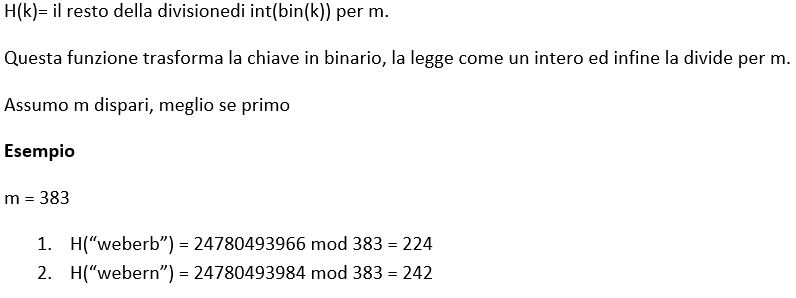 H(k)= il resto della divisionedi int(bin(k)) per m.
Questa funzione trasforma la chiave in binario, la legge come un intero ed infine la divide per m.
Assumo m dispari, meglio se primo
Esempio
m = 383
1. H(“weberb”) = 24780493966 mod 383 = 224
2. H(“webern”) = 24780493984 mod 383 = 242